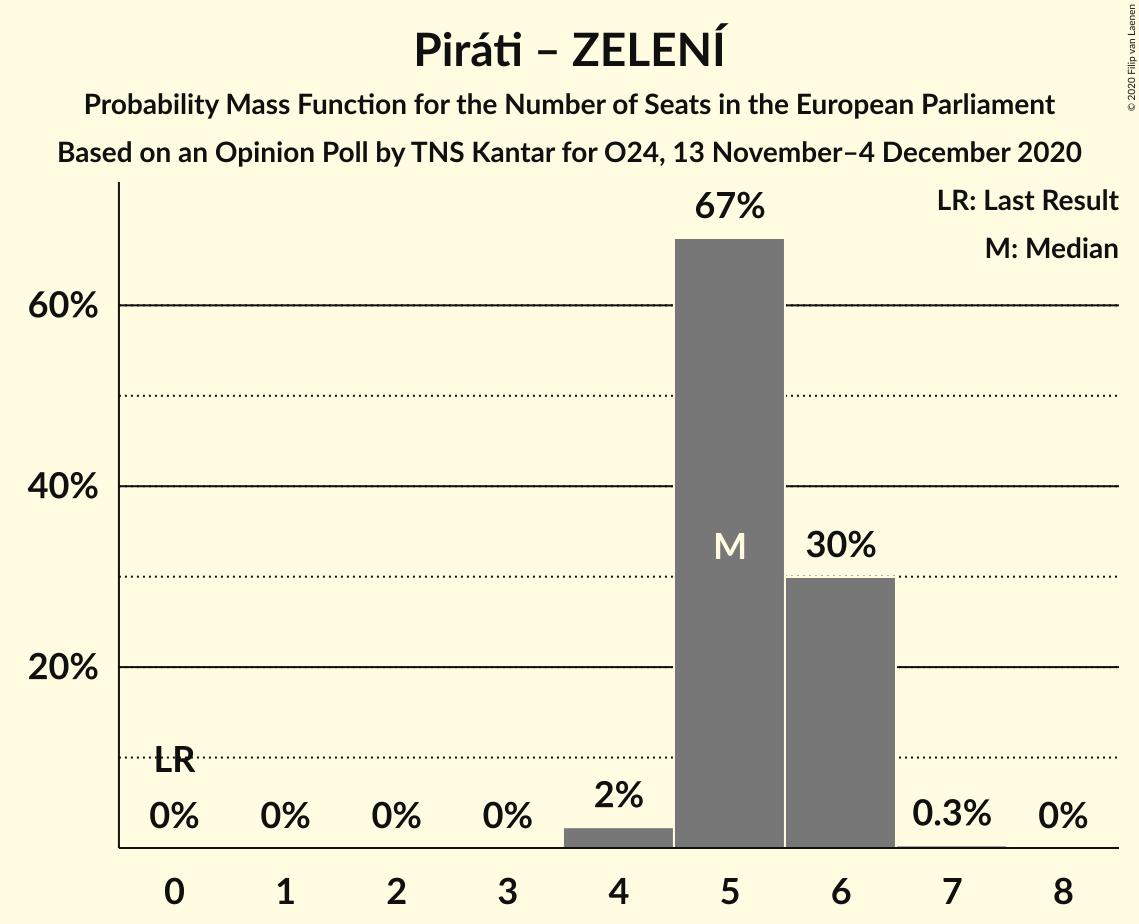 Piráti – ZELENÍ
Probability Mass Function for the Number of Seats in the European Parliament
Based on an Opinion Poll by TNS Kantar for O24, 13 November–4 December 2020
© 2020 Filip van Laenen
LR: Last Result
M: Median
67%
60%
40%
M
30%
20%
LR
0%
0%
0%
0%
2%
0.3%
0%
0
1
2
3
4
5
6
7
8